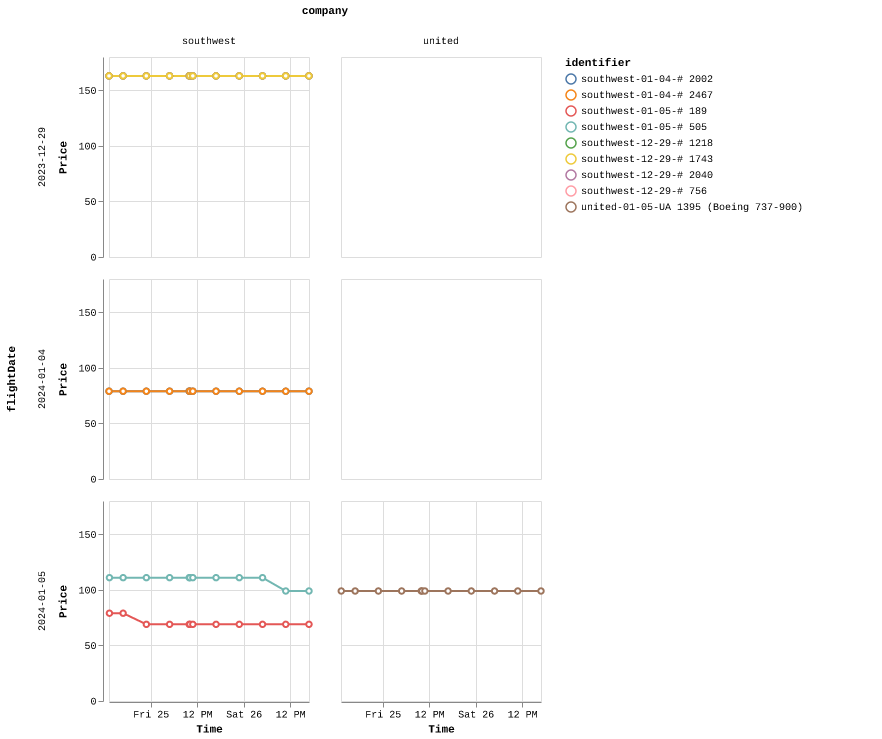 company
southwest
united
identifier
southwest-01-04-# 2002
southwest-01-04-# 2467
southwest-01-05-# 189
southwest-01-05-# 505
southwest-12-29-# 1218
southwest-12-29-# 1743
southwest-12-29-# 2040
southwest-12-29-# 756
united-01-05-UA 1395 (Boeing 737-900)
flightDate
2023-12-29
Price
150
100
50
0
2024-01-04
Price
150
100
50
0
2024-01-05
Price
150
100
50
0
Fri 25 12 PM Sat 26 12 PM
Time
Fri 25 12 PM Sat 26 12 PM
Time